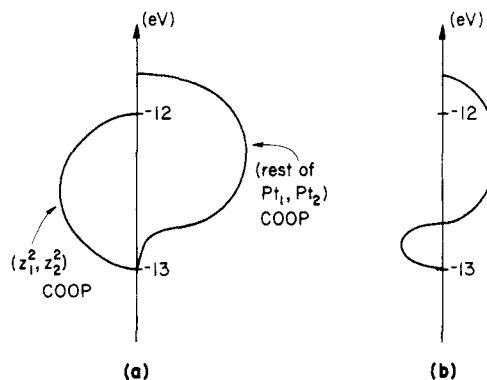 (eV)
-12
(rest of
Pt₁, Pt₂)
COOP
(z₁², z₂²)
COOP
-13
(a)
(eV)
-12
-13
(b)